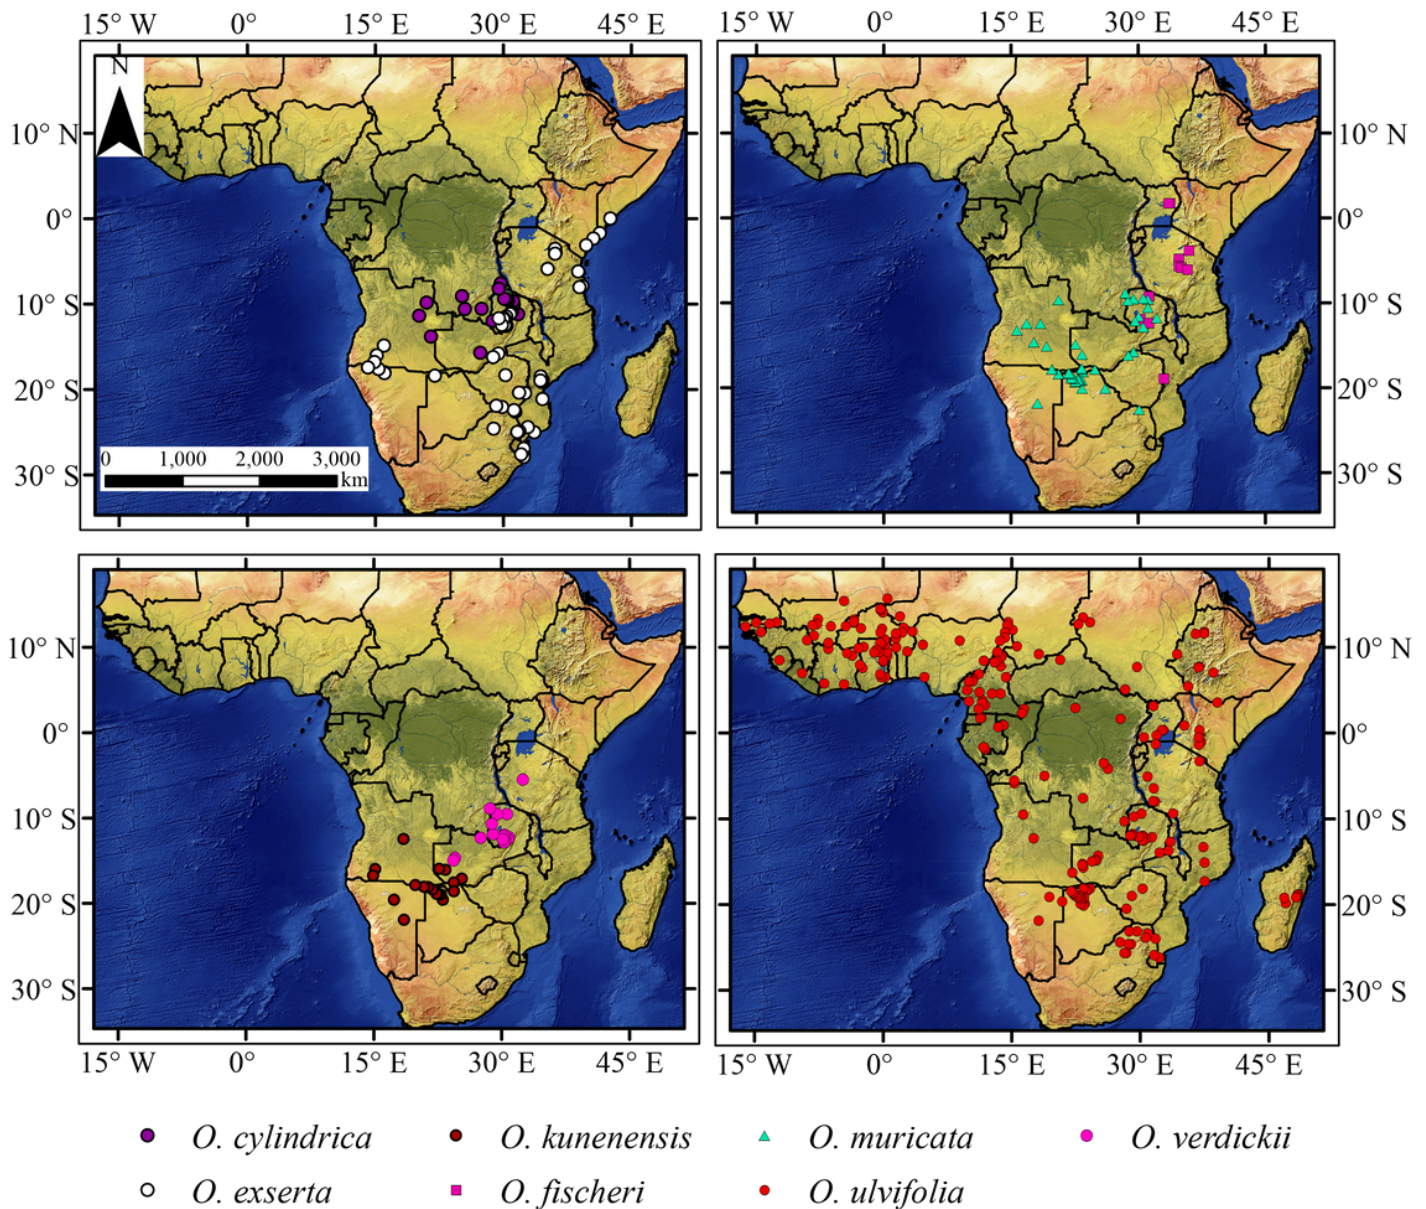 15° W 0° 15° E 30° E 45° E 15° W 0° 15° E 30° E 45° E
N
10° N 10° N
0° 0°
10° S 10° S
20° S 20° S
0 1,000 2,000 3,000
km
30° S 30° S
10° N 10° N
0° 0°
10° S 10° S
20° S 20° S
30° S 30° S
15° W 0° 15° E 30° E 45° E 15° W 0° 15° E 30° E 45° E
O. cylindrica O. kunenensis O. muricata O. verdickii
O. exserta O. fischeri O. ulvifolia